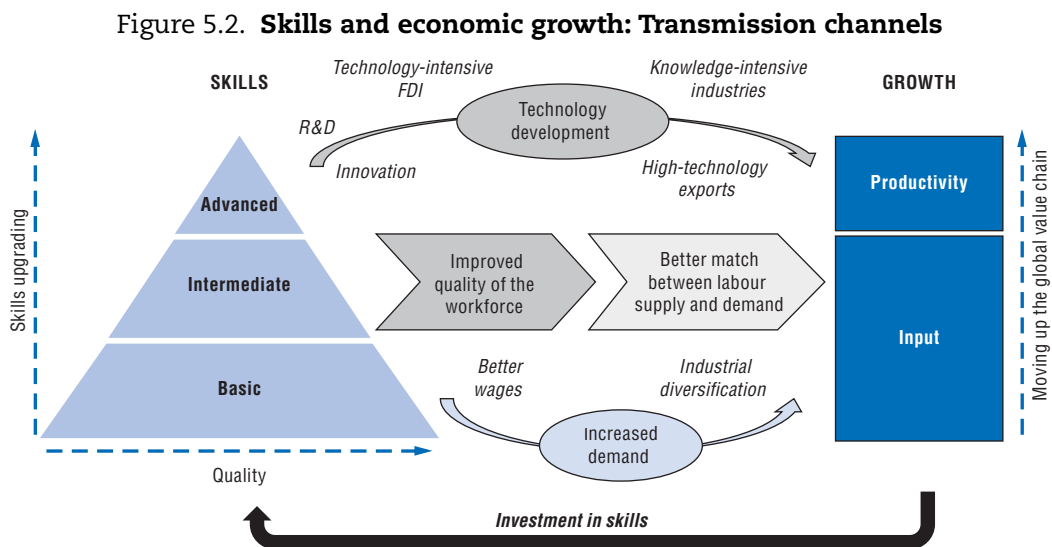 Figure 5.2. Skills and economic growth: Transmission channels
SKILLS
Technology-intensive
FDI
Knowledge-intensive
industries
GROWTH
Technology
development
R&D
Innovation
High-technology
exports
Skills upgrading
Advanced
Intermediate
Basic
Quality
Improved
quality of the
workforce
Better match
between labour
supply and demand
Better
wages
Industrial
diversification
Increased
demand
Productivity
Input
Moving up the global value chain
Investment in skills